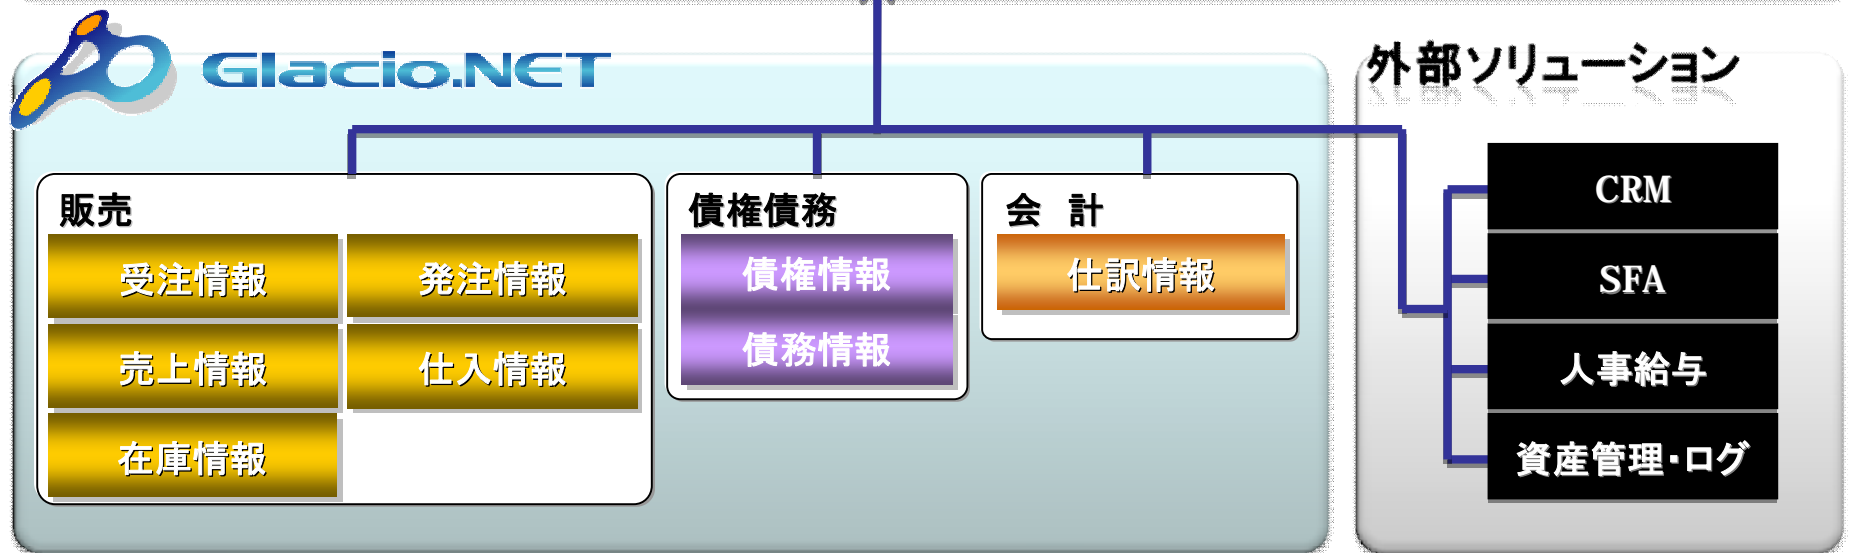 Glacio.NET
外部ソリューション
販売
受注情報
発注情報
売上情報
仕入情報
在庫情報
債権債務
債権情報
債務情報
会　計
仕訳情報
CRM
SFA
人事給与
資産管理・ログ